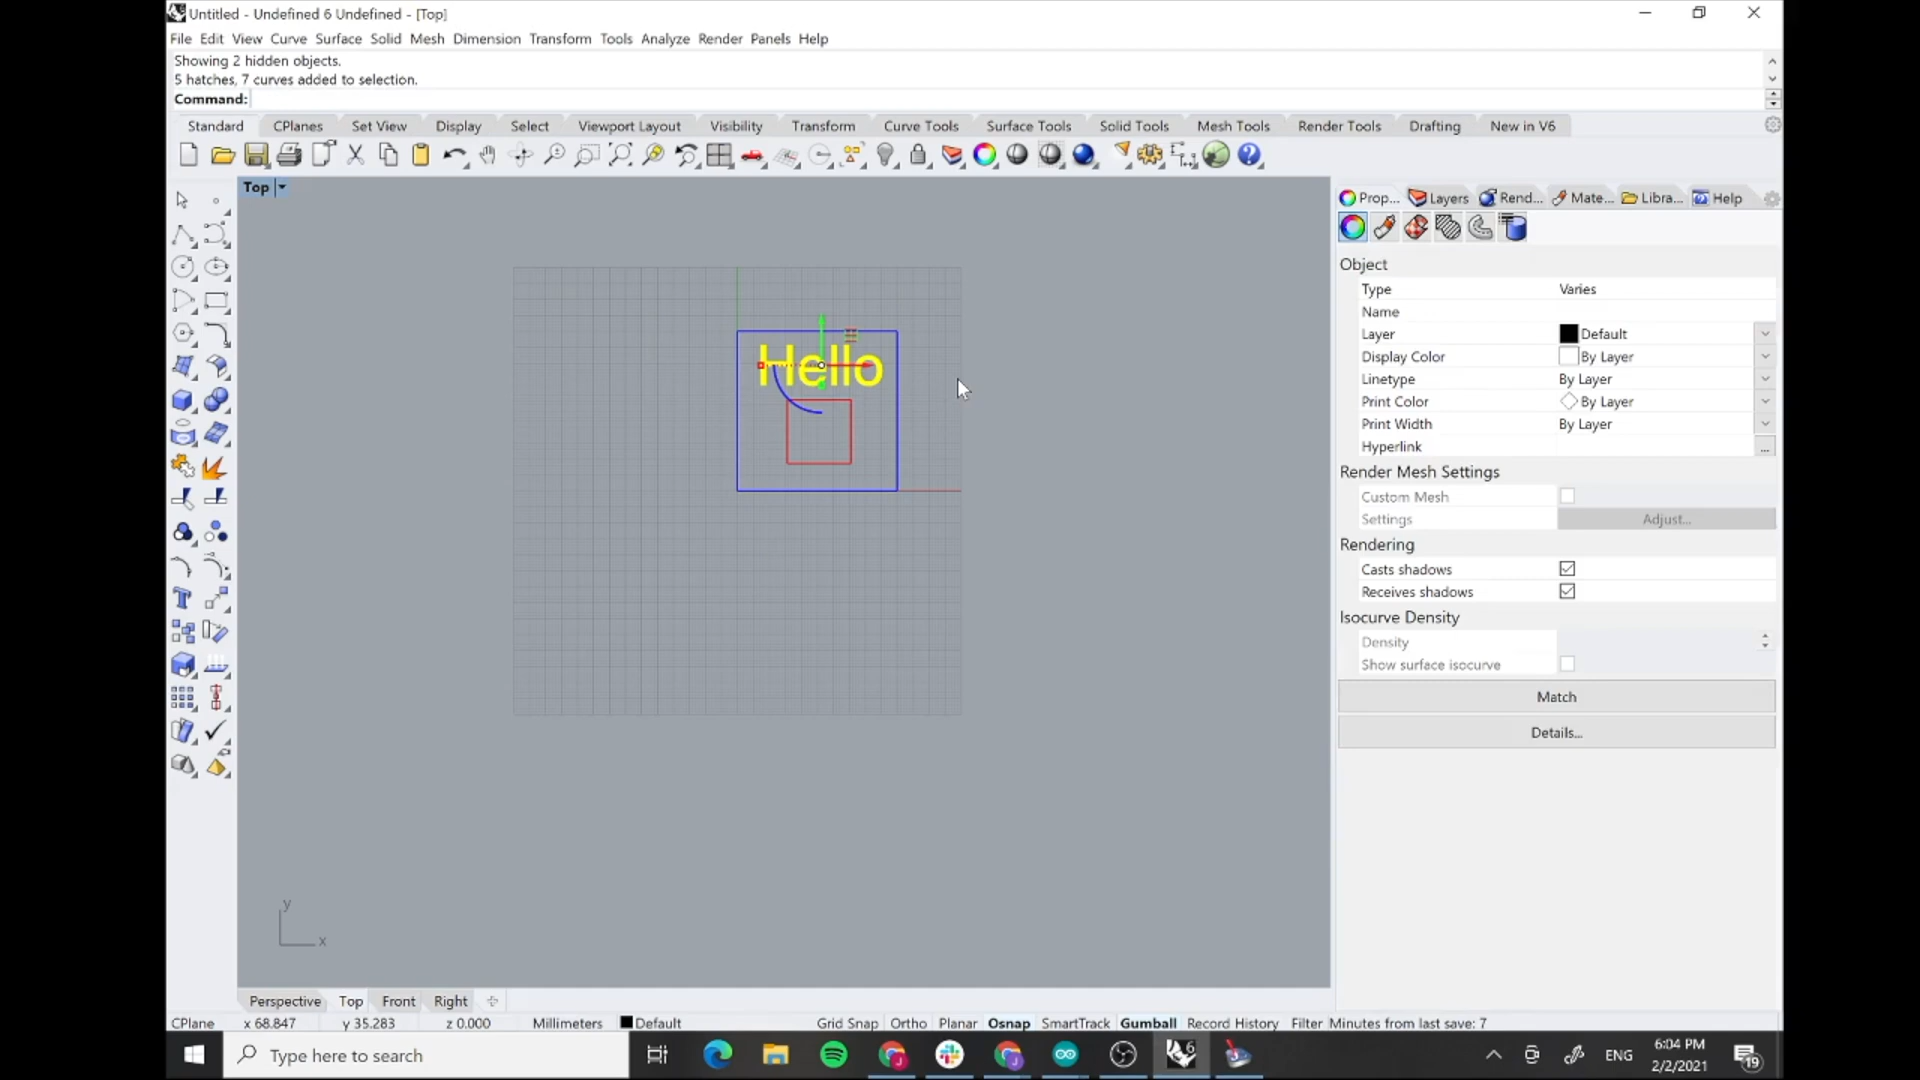 Untitled - Undefined 6 Undefined - [Top]
File Edit View Curve Surface Solid Mesh Dimension Transform Tools Analyze Render Panels Help
Showing 2 hidden objects.
5 hatches, 7 curves added to selection.
Command:
Standard CPlanes Set View Display Select Viewport Layout Visibility Transform Curve Tools Surface Tools Solid Tools Mesh Tools Render Tools Drafting New in V6
Top
Prop... Layers Rend... Mate... Libra... Help
Object
Type Varies
Name
Layer Default
Display Color By Layer
Linetype By Layer
Print Color By Layer
Print Width By Layer
Hyperlink ...
Render Mesh Settings
Custom Mesh
Settings Adjust...
Rendering
Casts shadows
Receives shadows
Isocurve Density
Density
Show surface isocurve
Match
Details...
Hello
y
x
Perspective Top Front Right
CPlane x 68.847 y 35.283 z 0.000 Millimeters Default Grid Snap Ortho Planar Osnap SmartTrack Gumball Record History Filter Minutes from last save: 7
Type here to search
ENG
6:04 PM
2/2/2021
19